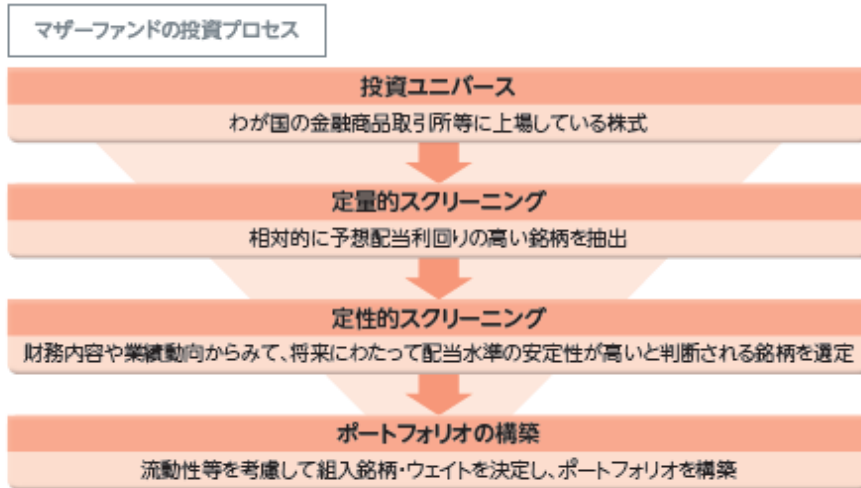 マザーファンドの投資プロセス
投資ユニバース
わが国の金融商品取引所等に上場している株式
定量的スクリーニング
相対的に予想配当利回りの高い銘柄を抽出
定性的スクリーニング
財務内容や業績動向からみて、将来にわたって配当水準の安定性が高いと判断される銘柄を選定
ポートフォリオの構築
流動性等を考慮して組入銘柄・ウェイトを決定し、ポートフォリオを構築